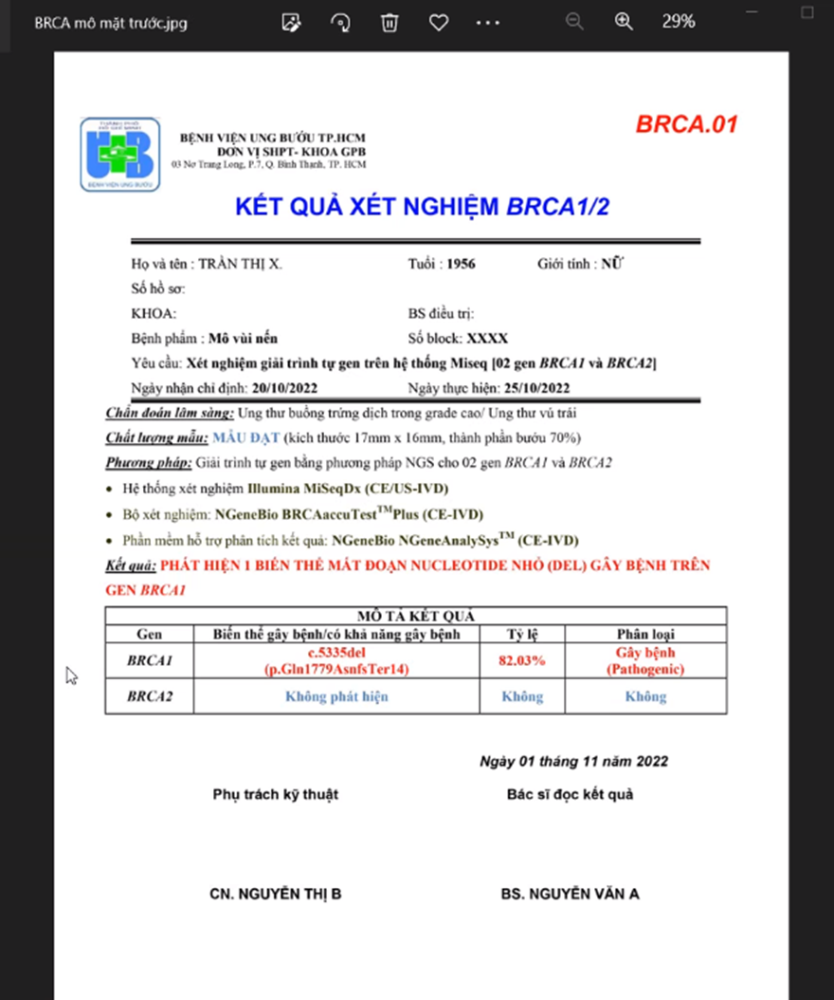 BRCA mô mặt trước.jpg
29%
BRCA.01
THÀNH PHỐ
HỒ CHÍ MINH
UB
BỆNH VIỆN UNG BƯỚU
BỆNH VIỆN UNG BƯỚU TP.HCM
ĐƠN VỊ SHPT- KHOA GPB
03 Nơ Trang Long, P.7, Q. Bình Thạnh, TP. HCM
KẾT QUẢ XÉT NGHIỆM BRCA1/2
Họ và tên : TRẦN THỊ X. Tuổi : 1956 Giới tính : NỮ
Số hồ sơ:
KHOA: BS điều trị:
Bệnh phẩm : Mô vùi nến Số block: XXXX
Yêu cầu: Xét nghiệm giải trình tự gen trên hệ thống Miseq [02 gen BRCA1 và BRCA2]
Ngày nhận chỉ định: 20/10/2022 Ngày thực hiện: 25/10/2022
Chẩn đoán lâm sàng: Ung thư buồng trứng dịch trong grade cao/ Ung thư vú trái
Chất lượng mẫu: MẪU ĐẠT (kích thước 17mm x 16mm, thành phần bướu 70%)
Phương pháp: Giải trình tự gen bằng phương pháp NGS cho 02 gen BRCA1 và BRCA2
• Hệ thống xét nghiệm Illumina MiSeqDx (CE/US-IVD)
• Bộ xét nghiệm: NGeneBio BRCAaccuTest™Plus (CE-IVD)
• Phần mềm hỗ trợ phân tích kết quả: NGeneBio NGeneAnalySys™ (CE-IVD)
Kết quả: PHÁT HIỆN 1 BIẾN THỂ MẤT ĐOẠN NUCLEOTIDE NHỎ (DEL) GÂY BỆNH TRÊN
GEN BRCA1
MÔ TẢ KẾT QUẢ
Gen Biến thể gây bệnh/có khả năng gây bệnh Tỷ lệ Phân loại
BRCA1 c.5335del (p.Gln1779AsnfsTer14) 82.03% Gây bệnh (Pathogenic)
BRCA2 Không phát hiện Không Không
Ngày 01 tháng 11 năm 2022
Phụ trách kỹ thuật Bác sĩ đọc kết quả
CN. NGUYỄN THỊ B BS. NGUYỄN VĂN A